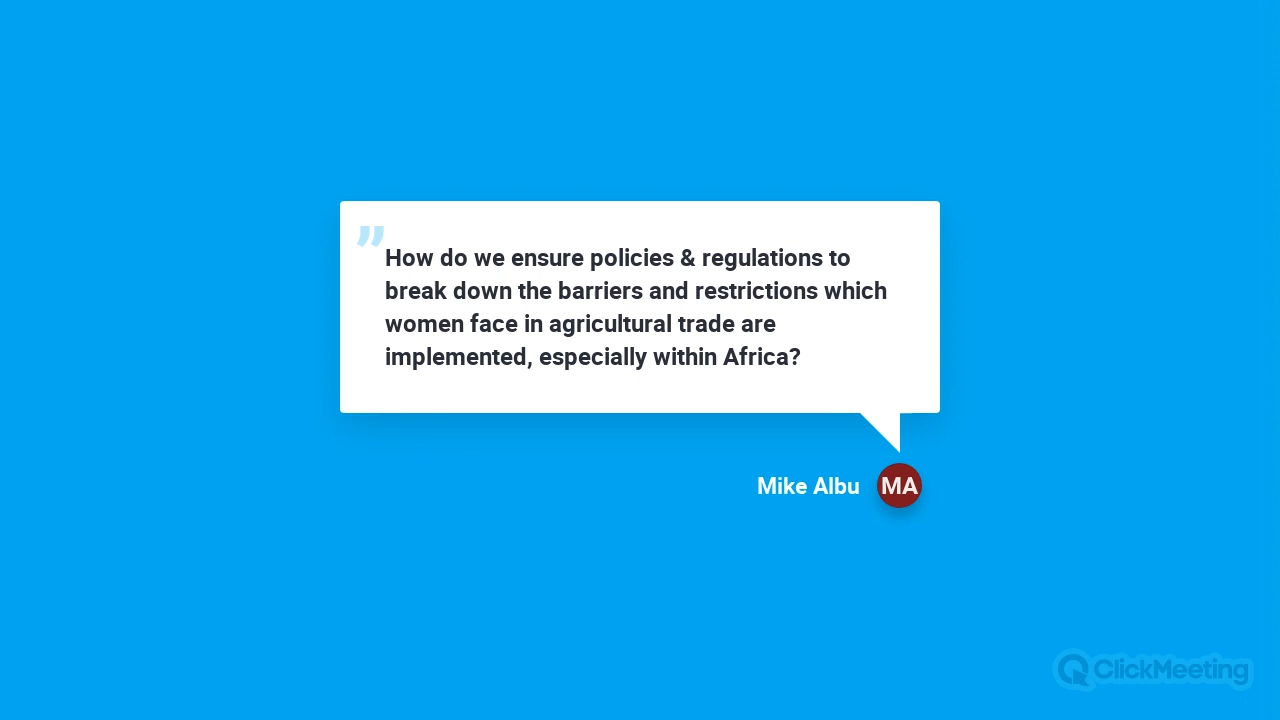 ”
How do we ensure policies & regulations to
break down the barriers and restrictions which
women face in agricultural trade are
implemented, especially within Africa?
Mike Albu MA
ClickMeeting